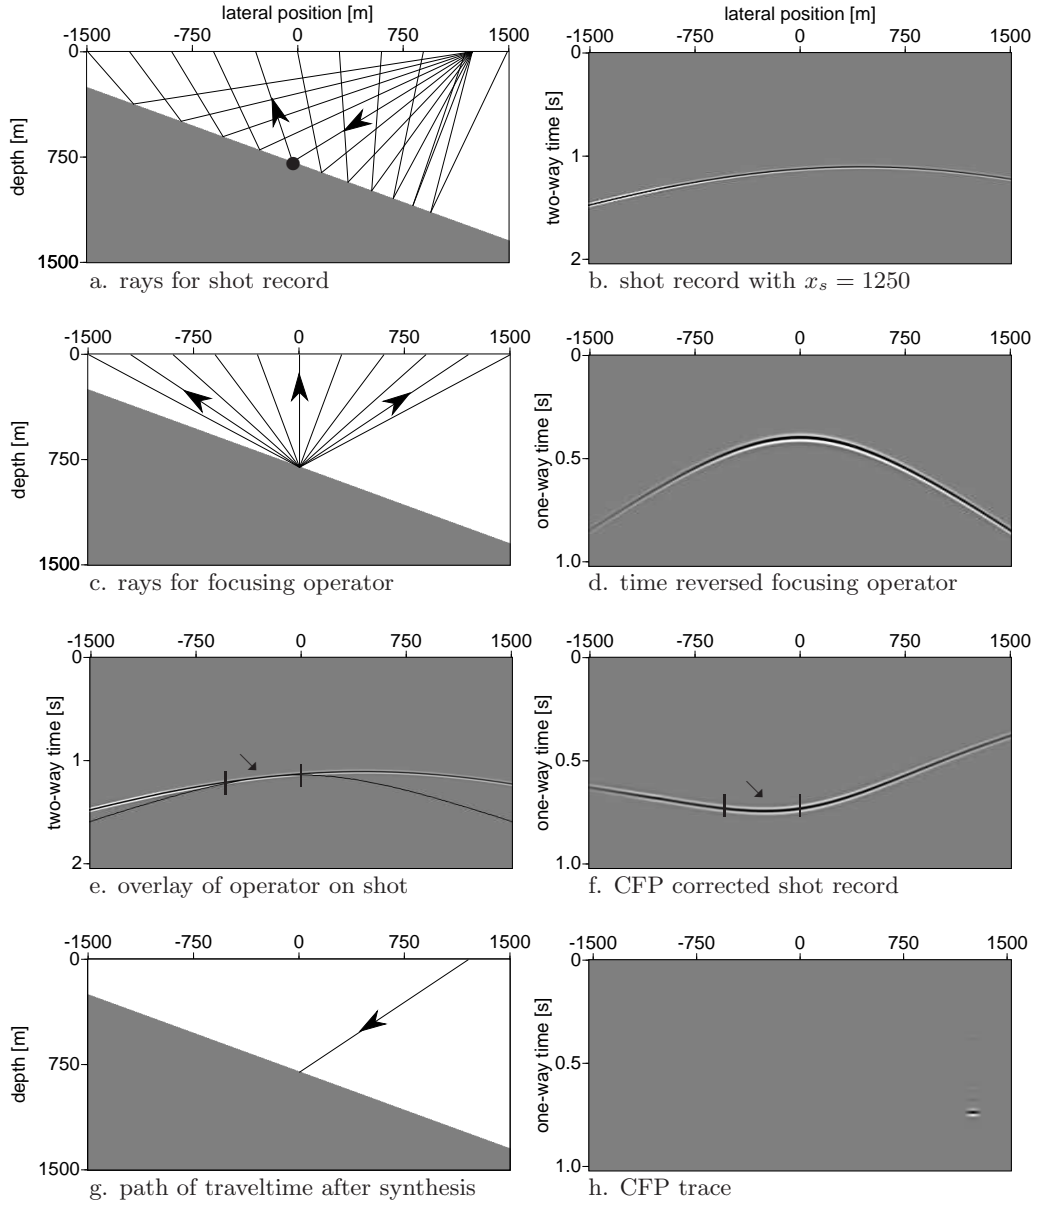 lateral position [m]
-1500 -750 0 750 1500
0
750
1500
depth [m]
a. rays for shot record
lateral position [m]
-1500 -750 0 750 1500
0
1
2
two-way time [s]
b. shot record with xₛ = 1250
-1500 -750 0 750 1500
0
750
1500
depth [m]
c. rays for focusing operator
-1500 -750 0 750 1500
0
0.5
1.0
one-way time [s]
d. time reversed focusing operator
-1500 -750 0 750 1500
0
1
2
two-way time [s]
e. overlay of operator on shot
-1500 -750 0 750 1500
0
0.5
1.0
one-way time [s]
f. CFP corrected shot record
-1500 -750 0 750 1500
0
750
1500
depth [m]
g. path of traveltime after synthesis
-1500 -750 0 750 1500
0
0.5
1.0
one-way time [s]
h. CFP trace